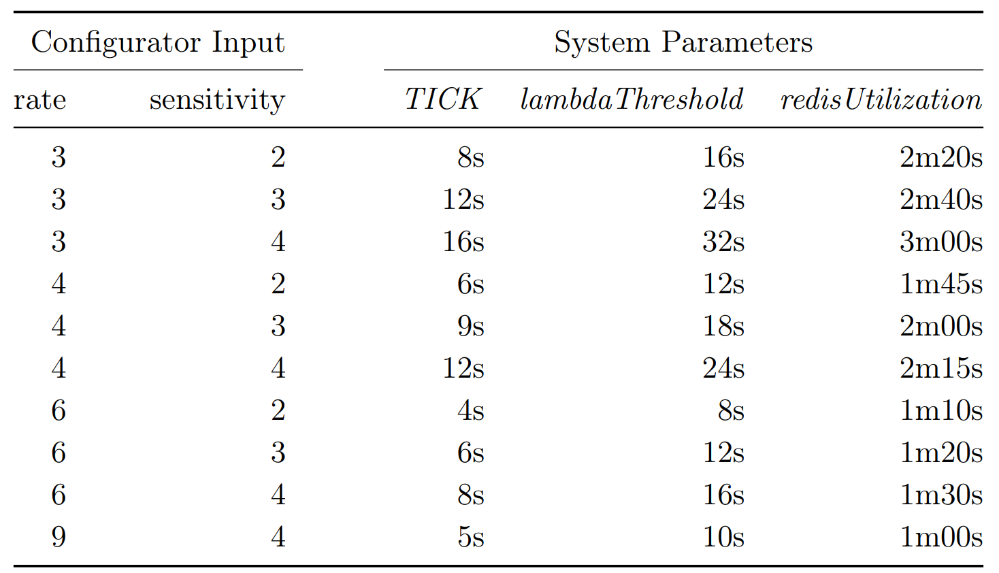 Configurator Input System Parameters
rate sensitivity TICK lambdaThreshold redisUtilization
3 2 8s 16s 2m20s
3 3 12s 24s 2m40s
3 4 16s 32s 3m00s
4 2 6s 12s 1m45s
4 3 9s 18s 2m00s
4 4 12s 24s 2m15s
6 2 4s 8s 1m10s
6 3 6s 12s 1m20s
6 4 8s 16s 1m30s
9 4 5s 10s 1m00s